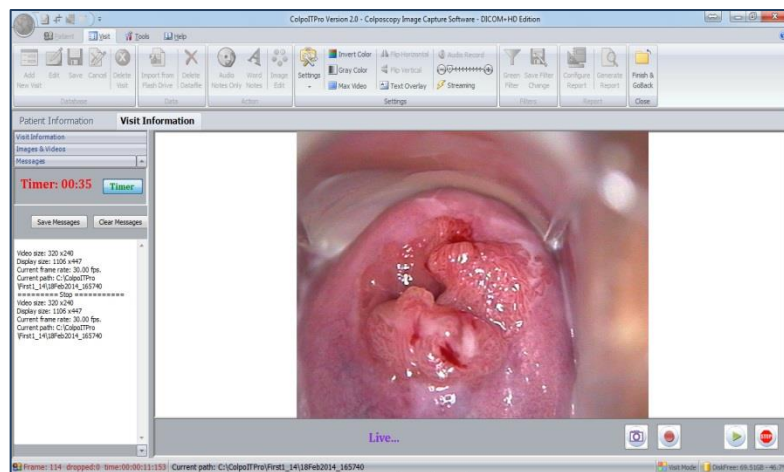 ColpoITPro Version 2.0 - Colposcopy Image Capture Software - DICOM+HD Edition
Patient Visit Tools Help
Add New Visit
Edit
Save
Cancel
Delete Visit
Database
Import from Flash Drive
Delete Datafile
Data
Audio Notes Only
Word Notes
Image Edit
Action
Settings
Invert Color
Gray Color
Max Video
Flip Horizontal
Flip Vertical
Text Overlay
Audio Record
Streaming
Settings
Green Filter
Save Filter Change
Filters
Configure Report
Generate Report
Report
Finish & GoBack
Close
Patient Information Visit Information
Visit Information
Images & Videos
Messages
Timer: 00:35 Timer
Save Messages Clear Messages
Video size: 320 x240
Display size: 1106 x447
Current frame rate: 30.00 fps.
Current path: C:\ColpoITPro
\First1_14\18Feb2014_165740
========= Stop ===========
Video size: 320 x240
Display size: 1106 x447
Current frame rate: 30.00 fps.
Current path: C:\ColpoITPro
\First1_14\18Feb2014_165740
Live...
STOP
Frame: 114 dropped:0 time:00:00:11:153 Current path: C:\ColpoITPro\First1_14\18Feb2014_165740 Visit Mode